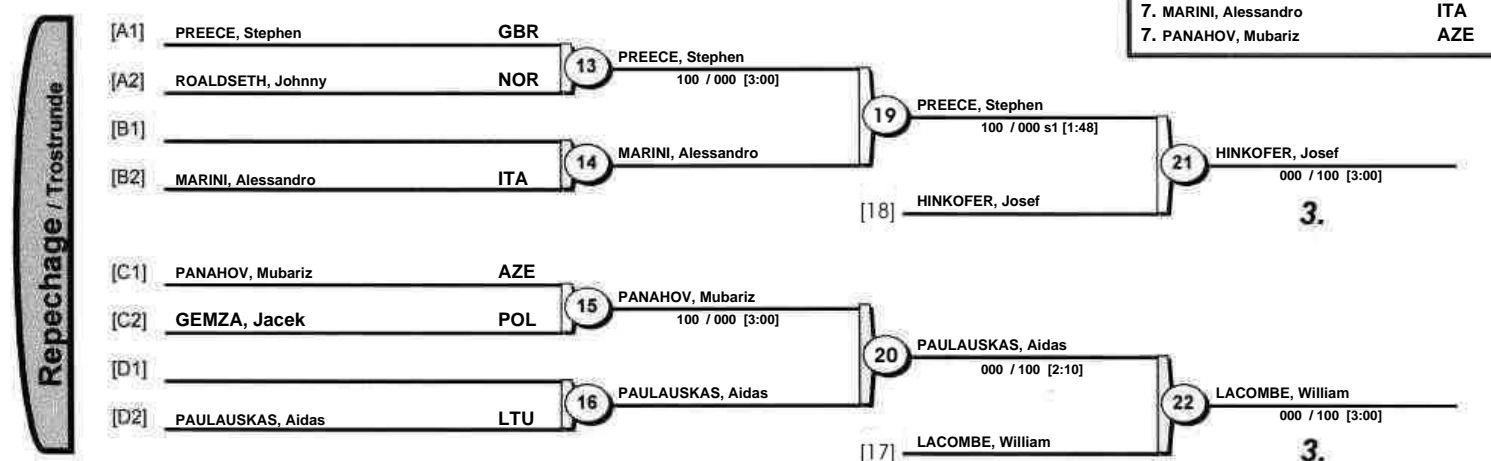 7. MARINI, Alessandro ITA
7. PANAHOV, Mubariz AZE
Repechage / Trostrunde
[A1] PREECE, Stephen GBR
[A2] ROALDSETH, Johnny NOR
13 PREECE, Stephen
100 / 000 [3:00]
[B1]
[B2] MARINI, Alessandro ITA
14 MARINI, Alessandro
19 PREECE, Stephen
100 / 000 s1 [1:48]
[18] HINKOFER, Josef
21 HINKOFER, Josef
000 / 100 [3:00]
3.
[C1] PANAHOV, Mubariz AZE
[C2] GEMZA, Jacek POL
15 PANAHOV, Mubariz
100 / 000 [3:00]
[D1]
[D2] PAULAUSKAS, Aidas LTU
16 PAULAUSKAS, Aidas
20 PAULAUSKAS, Aidas
000 / 100 [2:10]
[17] LACOMBE, William
22 LACOMBE, William
000 / 100 [3:00]
3.